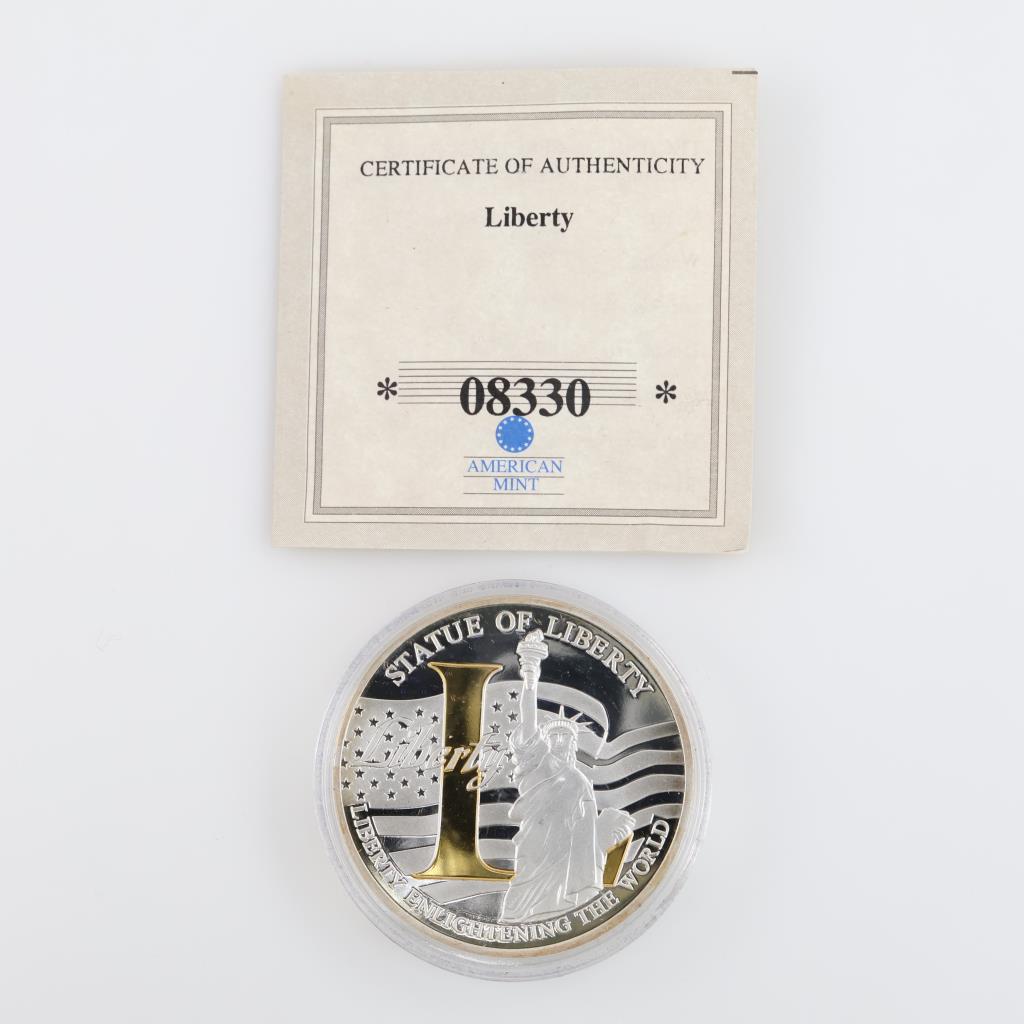 CERTIFICATE OF AUTHENTICITY
Liberty
* 08330 *
AMERICAN
MINT
STATUE OF LIBERTY
L
Liberty
LIBERTY ENLIGHTENING THE WORLD